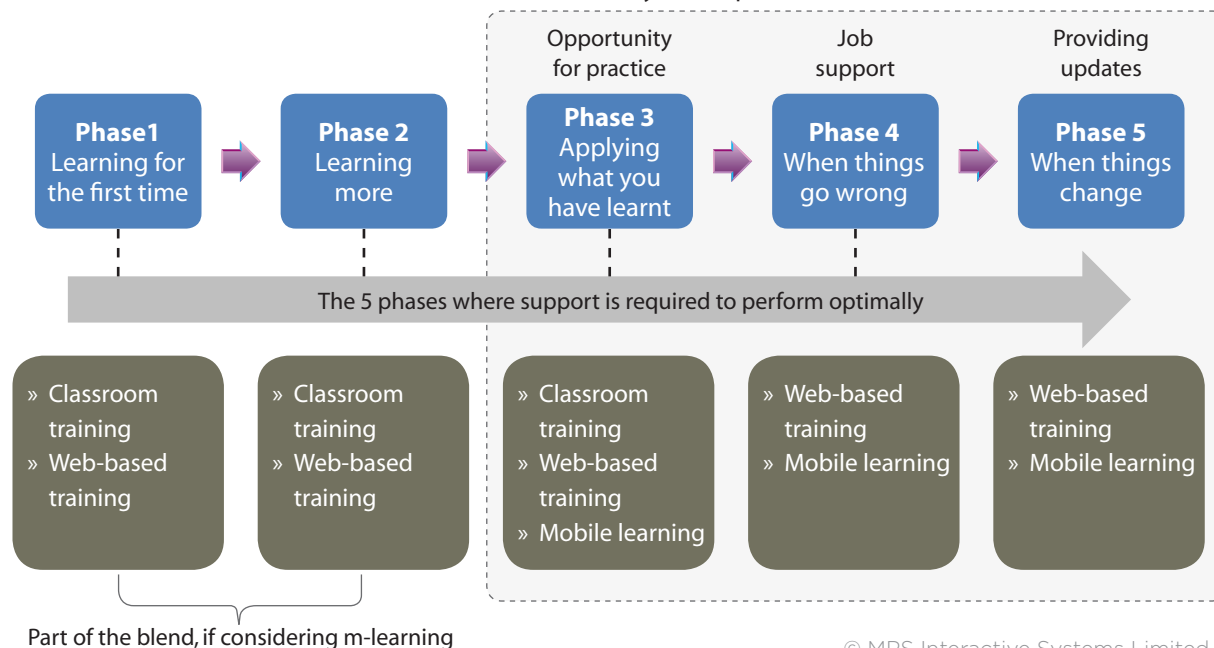 Opportunity
for practice
Job
support
Providing
updates
Phase1
Learning for
the first time
Phase 2
Learning
more
Phase 3
Applying
what you
have learnt
Phase 4
When things
go wrong
Phase 5
When things
change
The 5 phases where support is required to perform optimally
» Classroom
training
» Web-based
training
» Classroom
training
» Web-based
training
» Classroom
training
» Web-based
training
» Mobile learning
» Web-based
training
» Mobile learning
» Web-based
training
» Mobile learning
Part of the blend, if considering m-learning
© MPS Interactive Systems Limited